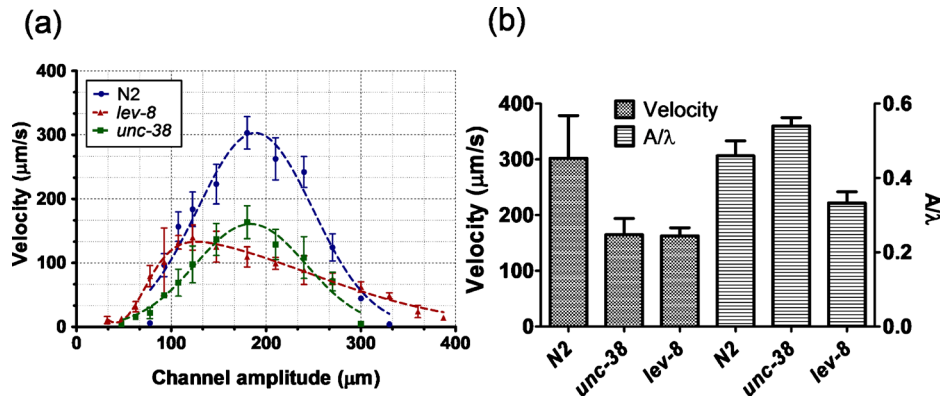 (a)
400
300
200
100
0
Velocity (μm/s)
N2
lev-8
unc-38
0 100 200 300 400
Channel amplitude (μm)
(b)
400
300
200
100
0
Velocity (μm/s)
Velocity
A/λ
0.6
0.4
0.2
0.0
A/λ
N2 unc-38 lev-8 N2 unc-38 lev-8